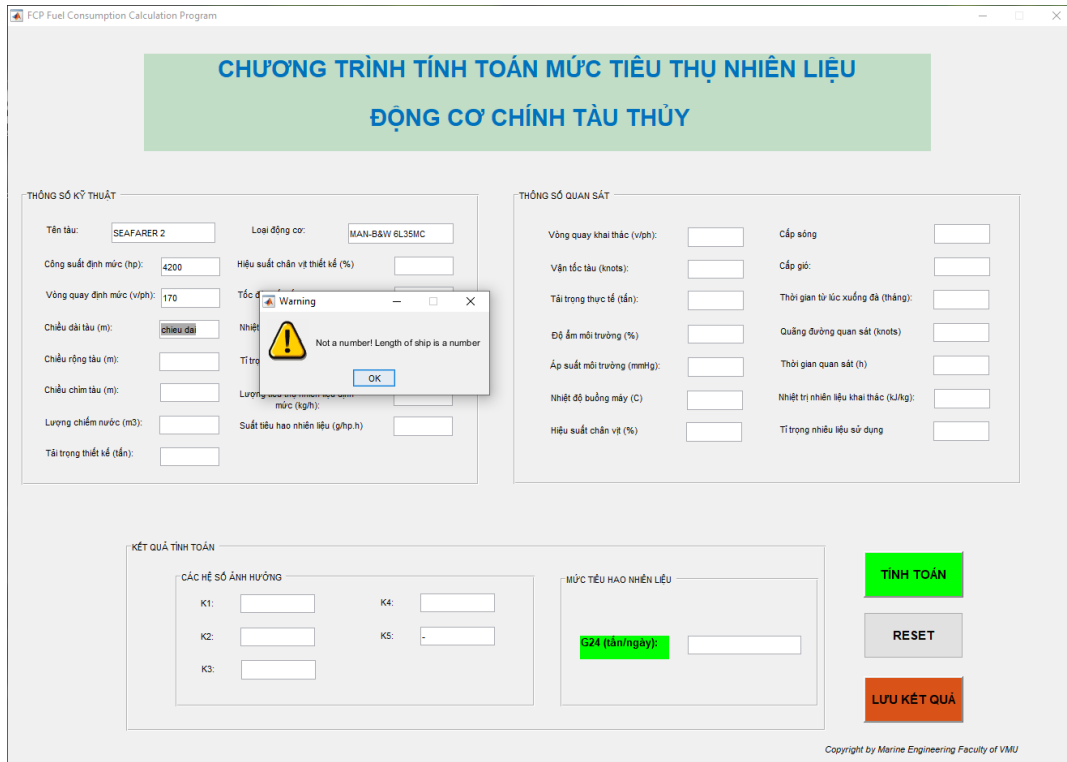 FCP Fuel Consumption Calculation Program
CHƯƠNG TRÌNH TÍNH TOÁN MỨC TIÊU THỤ NHIÊN LIỆU
ĐỘNG CƠ CHÍNH TÀU THỦY
THÔNG SỐ KỸ THUẬT
Tên tàu:
SEAFARER 2
Loại động cơ:
MAN-B&W 6L35MC
Công suất định mức (hp):
4200
Hiệu suất chân vịt thiết kế (%)
Vòng quay định mức (v/ph):
170
Tốc
Chiều dài tàu (m):
chieu dai
Nhiệt
Chiều rộng tàu (m):
Tỉ
Chiều chìm tàu (m):
Lượng
mức (kg/h):
Lượng chiếm nước (m3):
Suất tiêu hao nhiên liệu (g/hp.h)
Tải trọng thiết kế (tấn):
Warning
Not a number! Length of ship is a number
OK
THÔNG SỐ QUAN SÁT
Vòng quay khai thác (v/ph):
Cấp sóng
Vận tốc tàu (knots):
Cấp gió:
Tải trọng thực tế (tấn):
Thời gian từ lúc xuống đà (tháng):
Độ ẩm môi trường (%)
Quãng đường quan sát (knots)
Áp suất môi trường (mmHg):
Thời gian quan sát (h)
Nhiệt độ buồng máy (C)
Nhiệt trị nhiên liệu khai thác (kJ/kg):
Hiệu suất chân vịt (%)
Tỉ trọng nhiêu liệu sử dụng
KẾT QUẢ TÍNH TOÁN
CÁC HỆ SỐ ẢNH HƯỞNG
K1:
K4:
K2:
K5:
-
K3:
MỨC TIÊU HAO NHIÊN LIỆU
G24 (tấn/ngày):
TÍNH TOÁN
RESET
LƯU KẾT QUẢ
Copyright by Marine Engineering Faculty of VMU